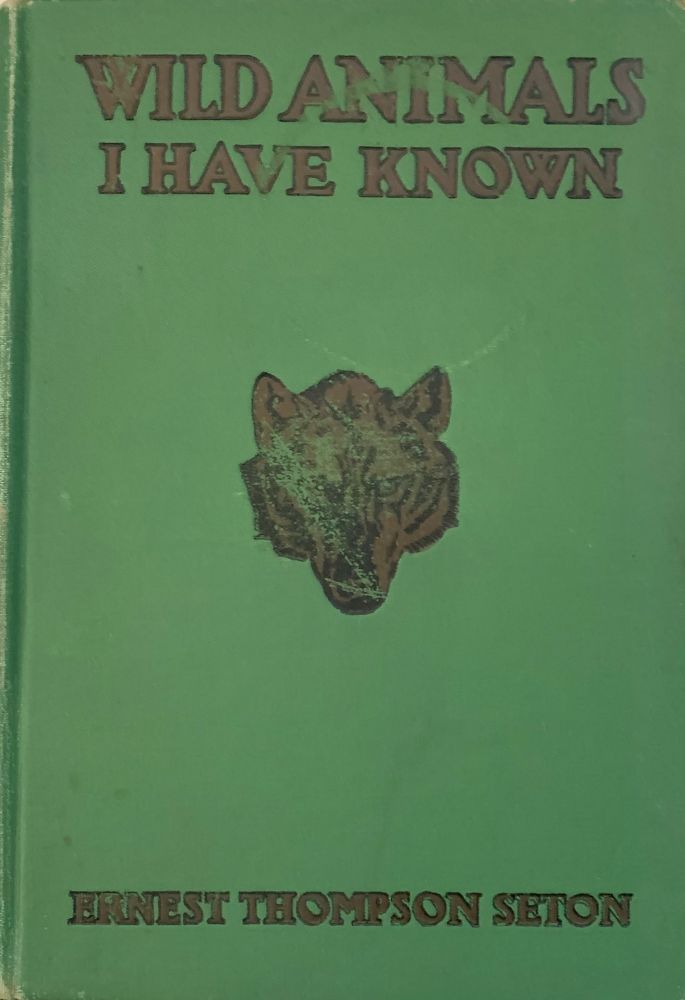 WILD ANIMALS
I HAVE KNOWN
ERNEST THOMPSON SETON